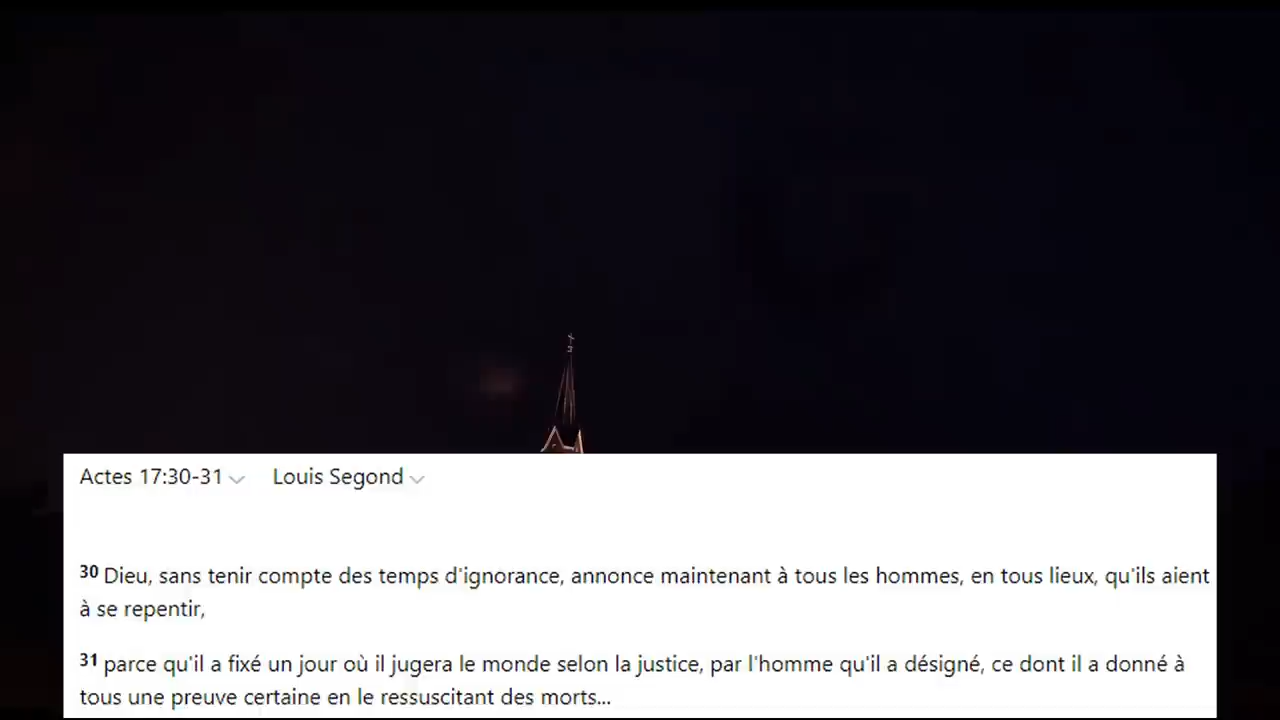 Actes 17:30-31 Louis Segond
30 Dieu, sans tenir compte des temps d'ignorance, annonce maintenant à tous les hommes, en tous lieux, qu'ils aient
à se repentir,
31 parce qu'il a fixé un jour où il jugera le monde selon la justice, par l'homme qu'il a désigné, ce dont il a donné à
tous une preuve certaine en le ressuscitant des morts...